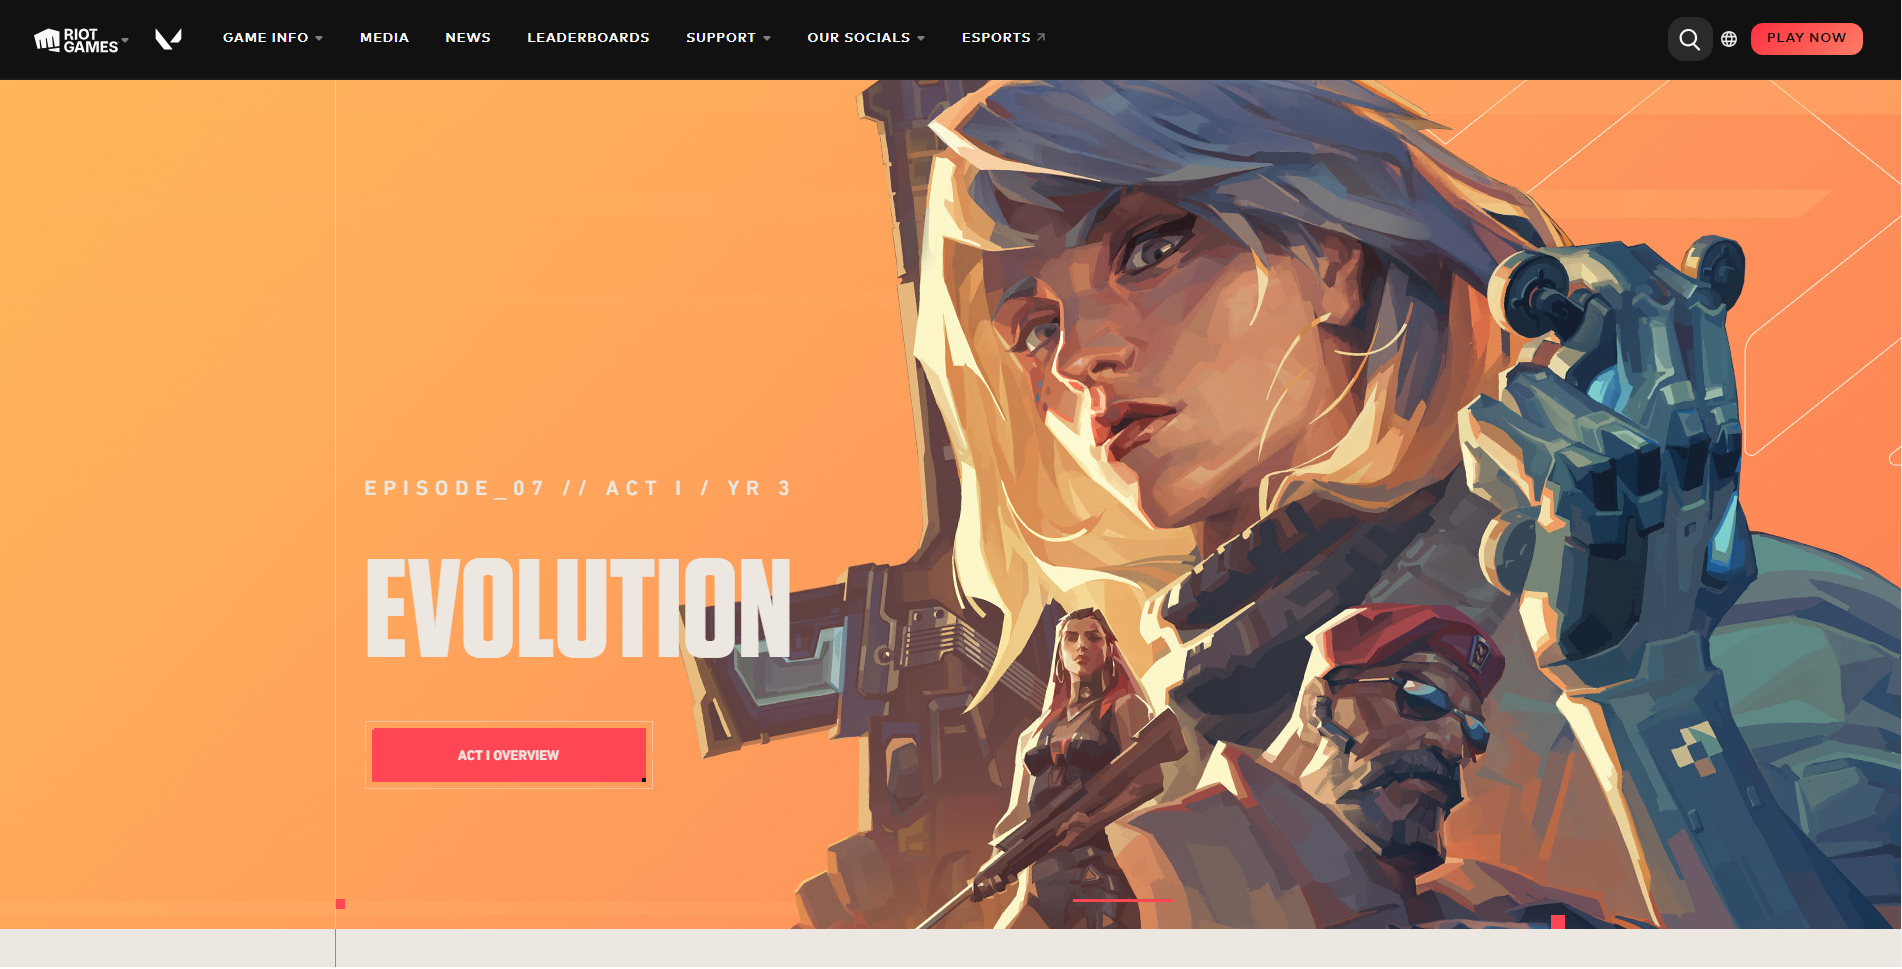 RIOT
GAMES
GAME INFO
MEDIA
NEWS
LEADERBOARDS
SUPPORT
OUR SOCIALS
ESPORTS
PLAY NOW
EPISODE_07 // ACT I / YR 3
EVOLUTION
ACT I OVERVIEW